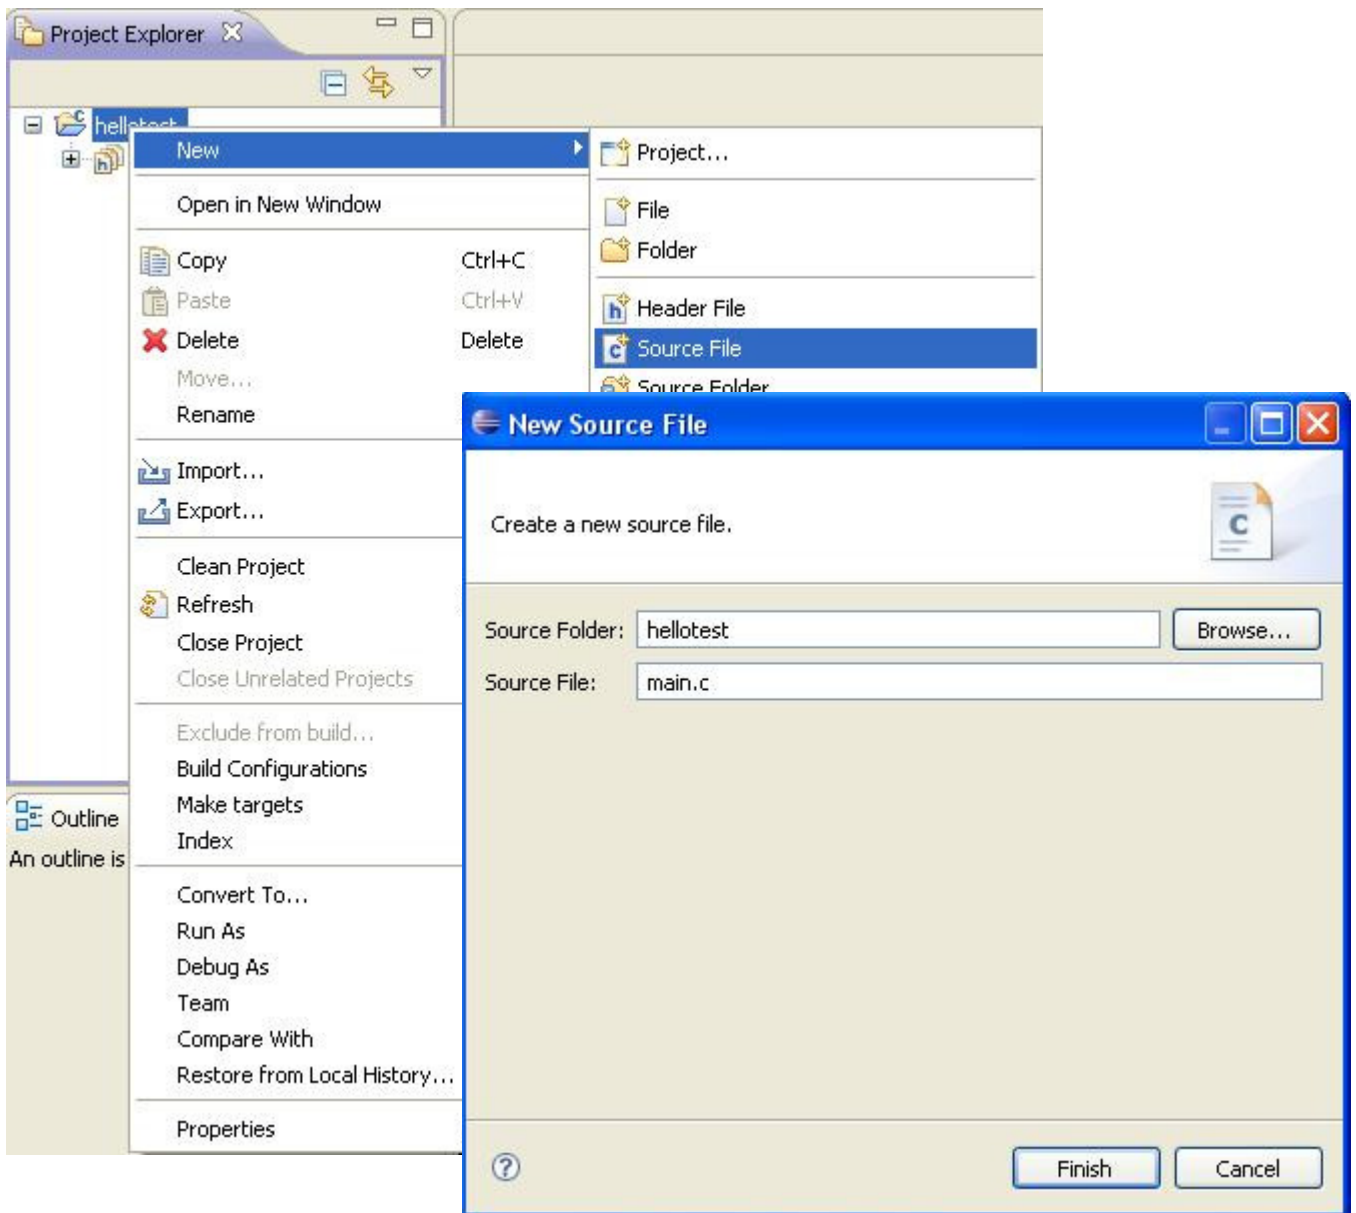 Project Explorer
hellotest
New
Open in New Window
Copy Ctrl+C
Paste Ctrl+V
Delete Delete
Move...
Rename
Import...
Export...
Clean Project
Refresh
Close Project
Close Unrelated Projects
Exclude from build...
Build Configurations
Make targets
Index
Convert To...
Run As
Debug As
Team
Compare With
Restore from Local History...
Properties
Project...
File
Folder
h Header File
c Source File
Source Folder
Outline
An outline is
New Source File
Create a new source file.
C
Source Folder: hellotest Browse...
Source File: main.c
? Finish Cancel